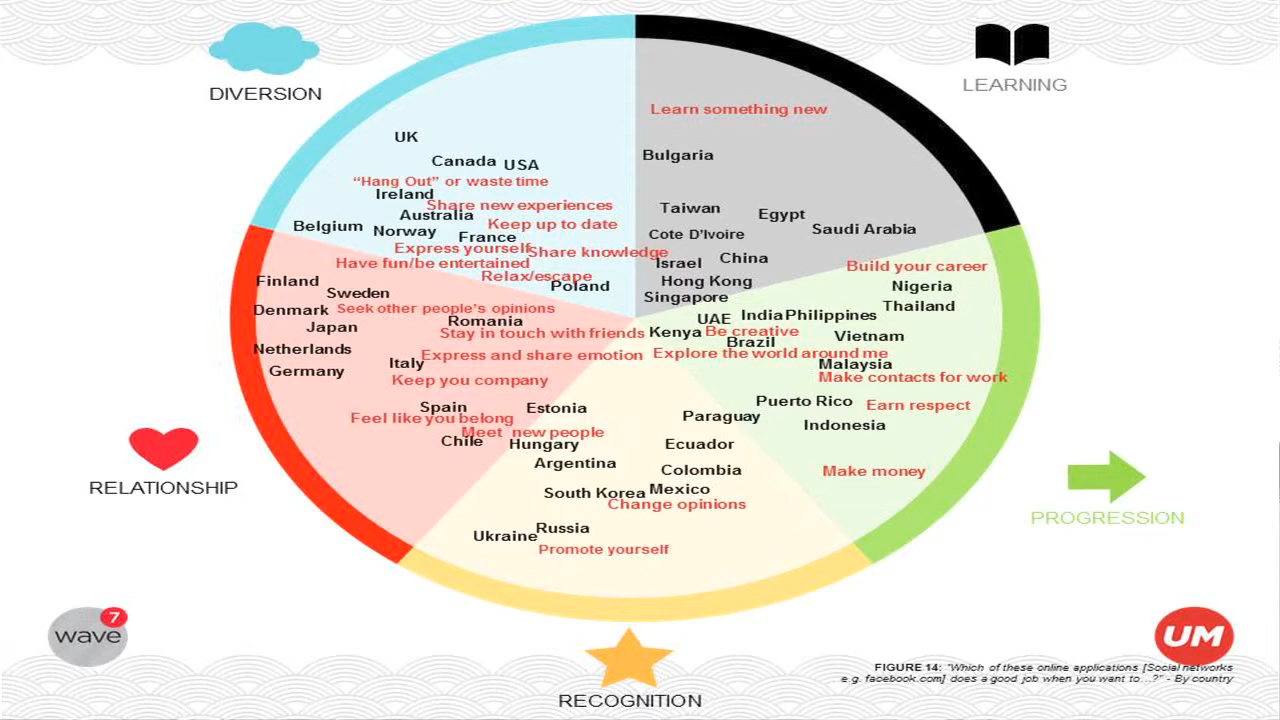 DIVERSION
LEARNING
Learn something new
UK
Bulgaria
Canada
USA
"Hang Out" or waste time
Ireland
Share new experiences
Taiwan
Egypt
Australia
Belgium
Norway
Keep up to date
Saudi Arabia
France
Cote D'Ivoire
Express yourself
Share knowledge
Have fun/be entertained
Israel
China
Build your career
Relax/escape
Finland
Poland
Hong Kong
Nigeria
Sweden
Singapore
Thailand
Denmark
Seek other people's opinions
Romania
UAE
India
Philippines
Japan
Stay in touch with friends
Kenya
Be creative
Vietnam
Brazil
Netherlands
Express and share emotion
Explore the world around me
Italy
Malaysia
Germany
Keep you company
Make contacts for work
Spain
Estonia
Puerto Rico
Earn respect
Feel like you belong
Paraguay
Indonesia
Meet new people
Chile
Hungary
Ecuador
Argentina
Colombia
Make money
RELATIONSHIP
South Korea
Mexico
Change opinions
PROGRESSION
Russia
Ukraine
Promote yourself
wave
7
UM
FIGURE 14: "Which of these online applications [Social networks
e.g. facebook.com] does a good job when you want to…?" - By country
RECOGNITION